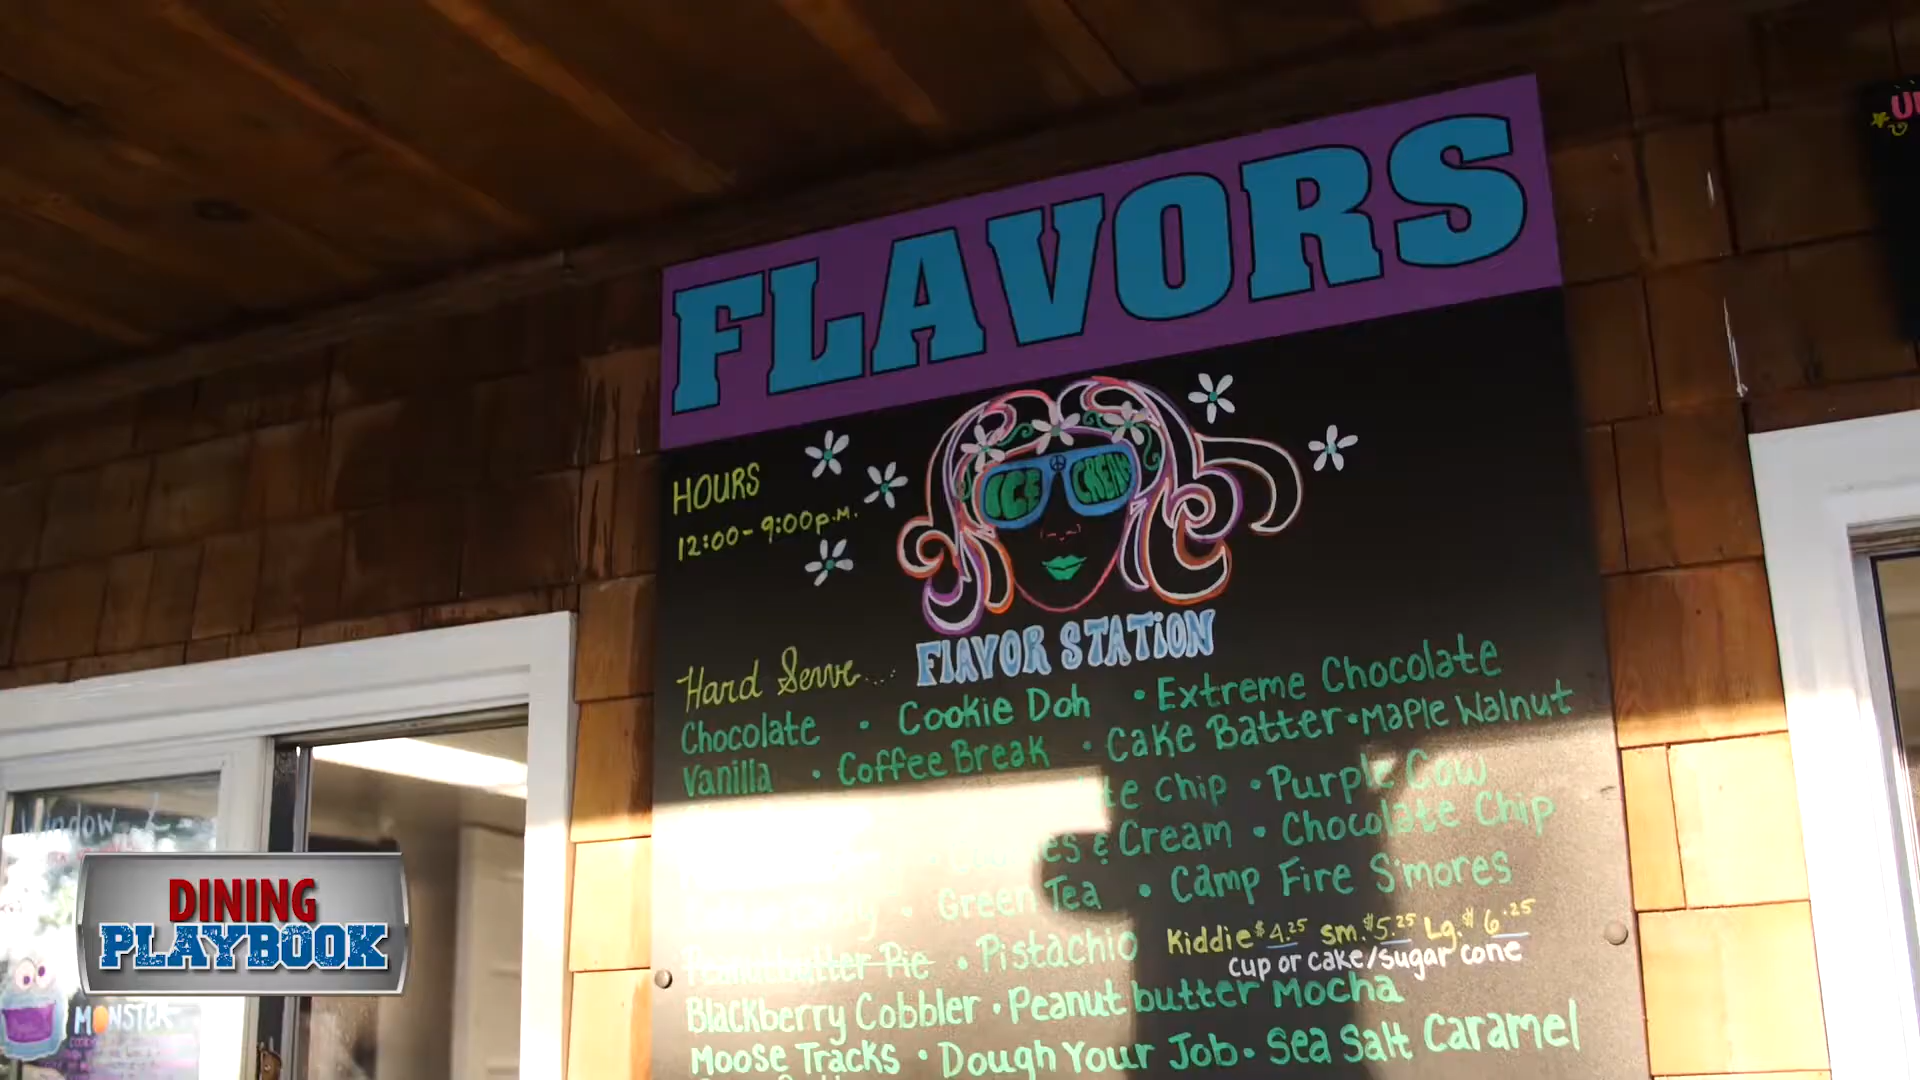 FLAVORS
HOURS
12:00-9:00p.m.
ICE CREAM
FLAVOR STATION
Hard Serve...
Chocolate • Cookie Doh • Extreme Chocolate
Vanilla • Coffee Break • Cake Batter • Maple Walnut
Chip • Purple Cow
& Cream • Chocolate Chip
• Green Tea • Camp Fire S'mores
Pie • Pistachio
Kiddie $4.25 sm. $5.25 Lg. $6.25
cup or cake/sugar cone
Blackberry Cobbler • Peanut butter Mocha
Moose Tracks • Dough Your Job • Sea Salt Caramel
Window
MONSTER
DINING
PLAYBOOK